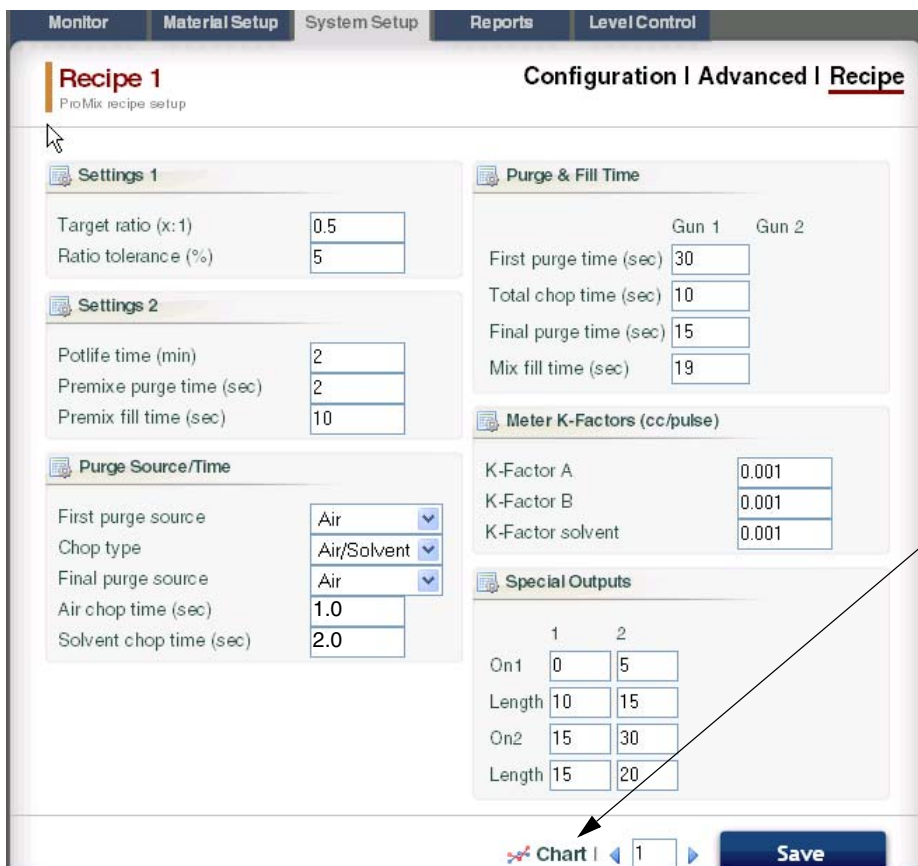 Monitor Material Setup System Setup Reports Level Control
Recipe 1
ProMix recipe setup
Configuration | Advanced | Recipe
Settings 1
Target ratio (x:1) 0.5
Ratio tolerance (%) 5
Settings 2
Potlife time (min) 2
Premixe purge time (sec) 2
Premix fill time (sec) 10
Purge Source/Time
First purge source Air
Chop type Air/Solvent
Final purge source Air
Air chop time (sec) 1.0
Solvent chop time (sec) 2.0
Purge & Fill Time
Gun 1 Gun 2
First purge time (sec) 30
Total chop time (sec) 10
Final purge time (sec) 15
Mix fill time (sec) 19
Meter K-Factors (cc/pulse)
K-Factor A 0.001
K-Factor B 0.001
K-Factor solvent 0.001
Special Outputs
1 2
On1 0 5
Length 10 15
On2 15 30
Length 15 20
Chart | 1 Save